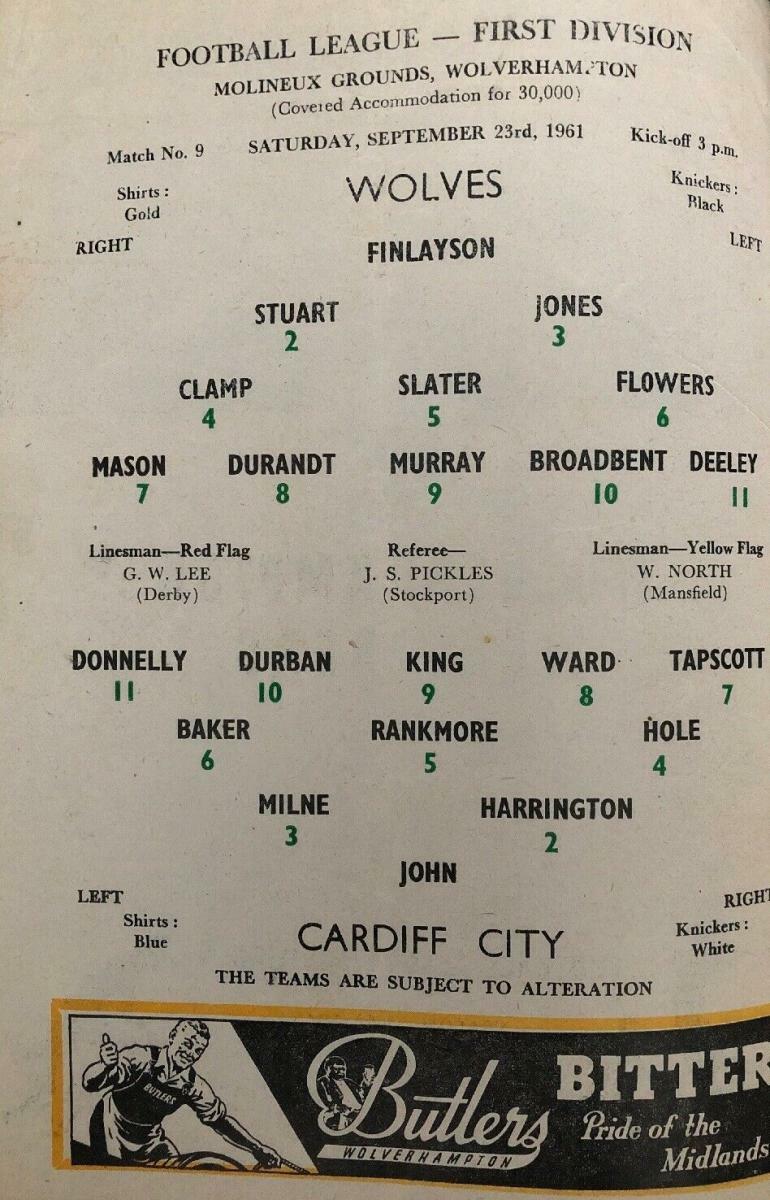 FOOTBALL LEAGUE — FIRST DIVISION
MOLINEUX GROUNDS, WOLVERHAMPTON
(Covered Accommodation for 30,000)
Match No. 9 SATURDAY, SEPTEMBER 23rd, 1961 Kick-off 3 p.m.
Shirts : WOLVES Knickers :
Gold Black
RIGHT FINLAYSON LEFT
STUART JONES
2 3
CLAMP SLATER FLOWERS
4 5 6
MASON DURANDT MURRAY BROADBENT DEELEY
7 8 9 10 11
Linesman—Red Flag Referee— Linesman—Yellow Flag
G. W. LEE J. S. PICKLES W. NORTH
(Derby) (Stockport) (Mansfield)
DONNELLY DURBAN KING WARD TAPSCOTT
11 10 9 8 7
BAKER RANKMORE HOLE
6 5 4
MILNE HARRINGTON
3 2
JOHN
LEFT RIGHT
Shirts : CARDIFF CITY Knickers :
Blue White
THE TEAMS ARE SUBJECT TO ALTERATION
BUTLERS
Butlers BITTER
WOLVERHAMPTON
Pride of the
Midlands